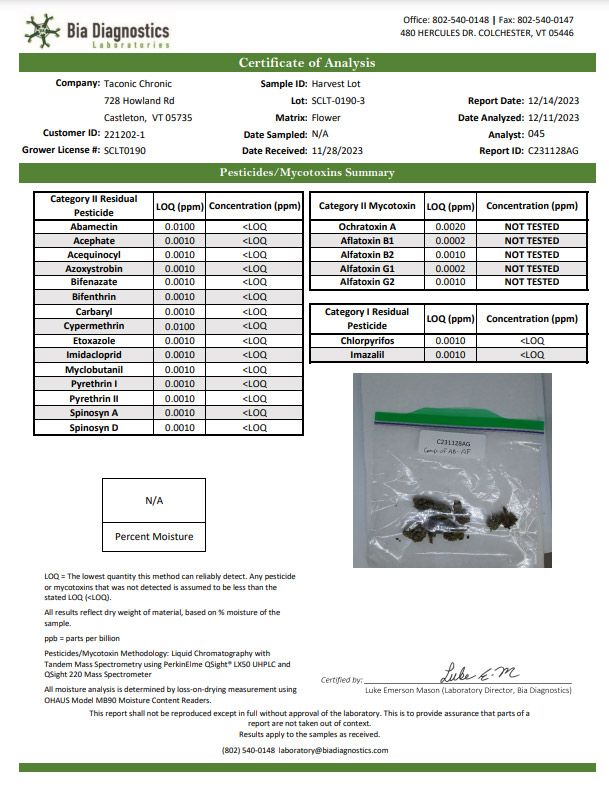 Bia Diagnostics
Laboratories
Office: 802-540-0148 | Fax: 802-540-0147
480 HERCULES DR. COLCHESTER, VT 05446
Certificate of Analysis
Company: Taconic Chronic
728 Howland Rd
Castleton, VT 05735
Customer ID: 221202-1
Grower License #: SCLT0190
Sample ID: Harvest Lot
Lot: SCLT-0190-3
Matrix: Flower
Date Sampled: N/A
Date Received: 11/28/2023
Report Date: 12/14/2023
Date Analyzed: 12/11/2023
Analyst: 045
Report ID: C231128AG
Pesticides/Mycotoxins Summary
Category II Residual Pesticide LOQ (ppm) Concentration (ppm)
Abamectin 0.0100 <LOQ
Acephate 0.0010 <LOQ
Acequinocyl 0.0010 <LOQ
Azoxystrobin 0.0010 <LOQ
Bifenazate 0.0010 <LOQ
Bifenthrin 0.0010 <LOQ
Carbaryl 0.0010 <LOQ
Cypermethrin 0.0100 <LOQ
Etoxazole 0.0010 <LOQ
Imidacloprid 0.0010 <LOQ
Myclobutanil 0.0010 <LOQ
Pyrethrin I 0.0010 <LOQ
Pyrethrin II 0.0010 <LOQ
Spinosyn A 0.0010 <LOQ
Spinosyn D 0.0010 <LOQ
Category II Mycotoxin LOQ (ppm) Concentration (ppm)
Ochratoxin A 0.0020 NOT TESTED
Aflatoxin B1 0.0002 NOT TESTED
Alfatoxin B2 0.0010 NOT TESTED
Alfatoxin G1 0.0002 NOT TESTED
Alfatoxin G2 0.0010 NOT TESTED
Category I Residual Pesticide LOQ (ppm) Concentration (ppm)
Chlorpyrifos 0.0010 <LOQ
Imazalil 0.0010 <LOQ
C231128AG
Comp of AB-AF
N/A
Percent Moisture
LOQ = The lowest quantity this method can reliably detect. Any pesticide
or mycotoxins that was not detected is assumed to be less than the
stated LOQ (<LOQ).
All results reflect dry weight of material, based on % moisture of the
sample.
ppb = parts per billion
Pesticides/Mycotoxin Methodology: Liquid Chromatography with
Tandem Mass Spectrometry using PerkinElme QSight® LX50 UHPLC and
QSight 220 Mass Spectrometer
All moisture analysis is determined by loss-on-drying measurement using
OHAUS Model MB90 Moisture Content Readers.
Certified by: Luke E. M
Luke Emerson Mason (Laboratory Director, Bia Diagnostics)
This report shall not be reproduced except in full without approval of the laboratory. This is to provide assurance that parts of a
report are not taken out of context.
Results apply to the samples as received.
(802) 540-0148 laboratory@biadiagnostics.com